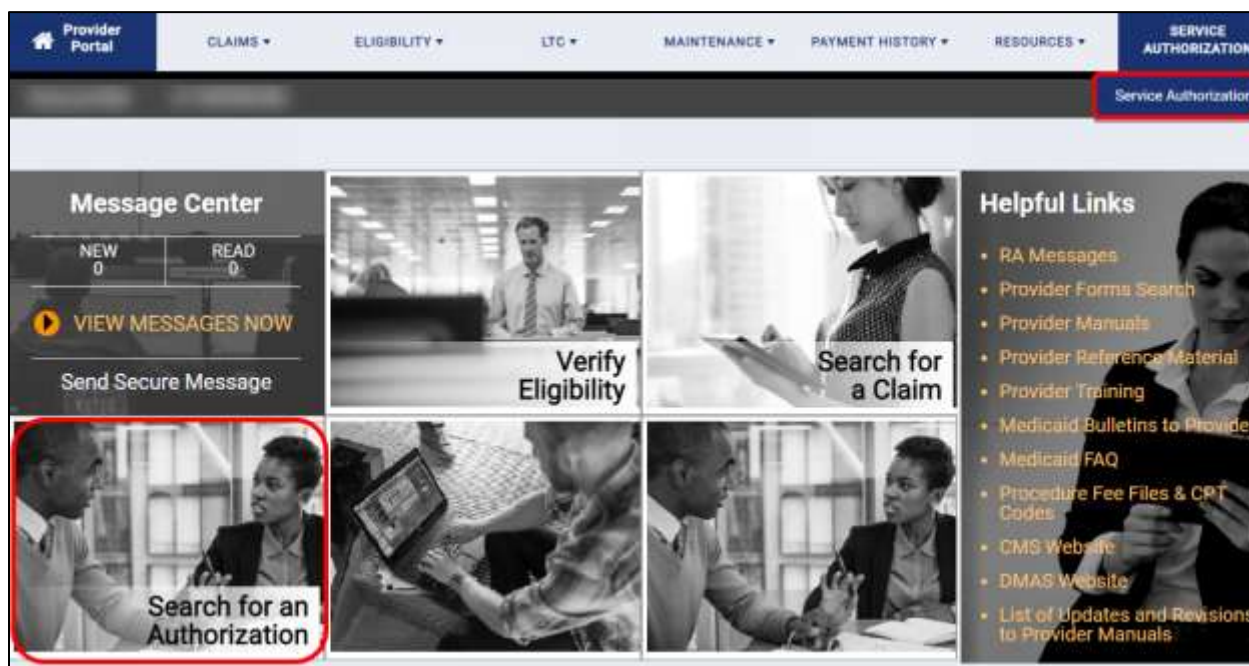 Provider
Portal
CLAIMS
ELIGIBILITY
LTC
MAINTENANCE
PAYMENT HISTORY
RESOURCES
SERVICE
AUTHORIZATION
Service Authorization
Message Center
NEW
0
READ
0
VIEW MESSAGES NOW
Send Secure Message
Verify
Eligibility
Search for
a Claim
Search for an
Authorization
Helpful Links
• RA Messages
• Provider Forms Search
• Provider Manuals
• Provider Reference Material
• Provider Training
• Medicaid Bulletins to Provide
• Medicaid FAQ
• Procedure Fee Files & CPT
Codes
• CMS Website
• DMAS Website
• List of Updates and Revisions
to Provider Manuals